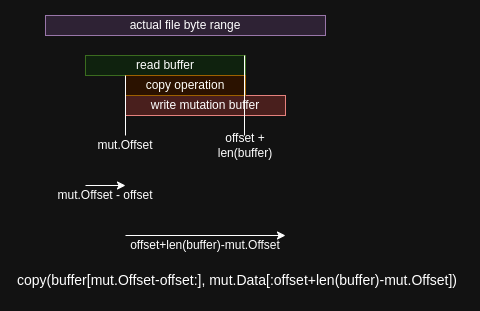 actual file byte range
read buffer
copy operation
write mutation buffer
mut.Offset
offset +
len(buffer)
mut.Offset - offset
offset+len(buffer)-mut.Offset
copy(buffer[mut.Offset-offset:], mut.Data[:offset+len(buffer)-mut.Offset])